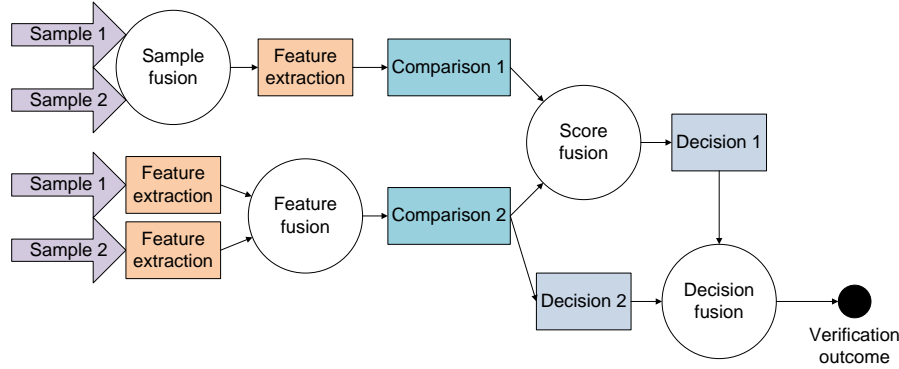 Sample 1
Sample 2
Sample
fusion
Feature
extraction
Comparison 1
Score
fusion
Decision 1
Sample 1
Sample 2
Feature
extraction
Feature
extraction
Feature
fusion
Comparison 2
Decision 2
Decision
fusion
Verification
outcome